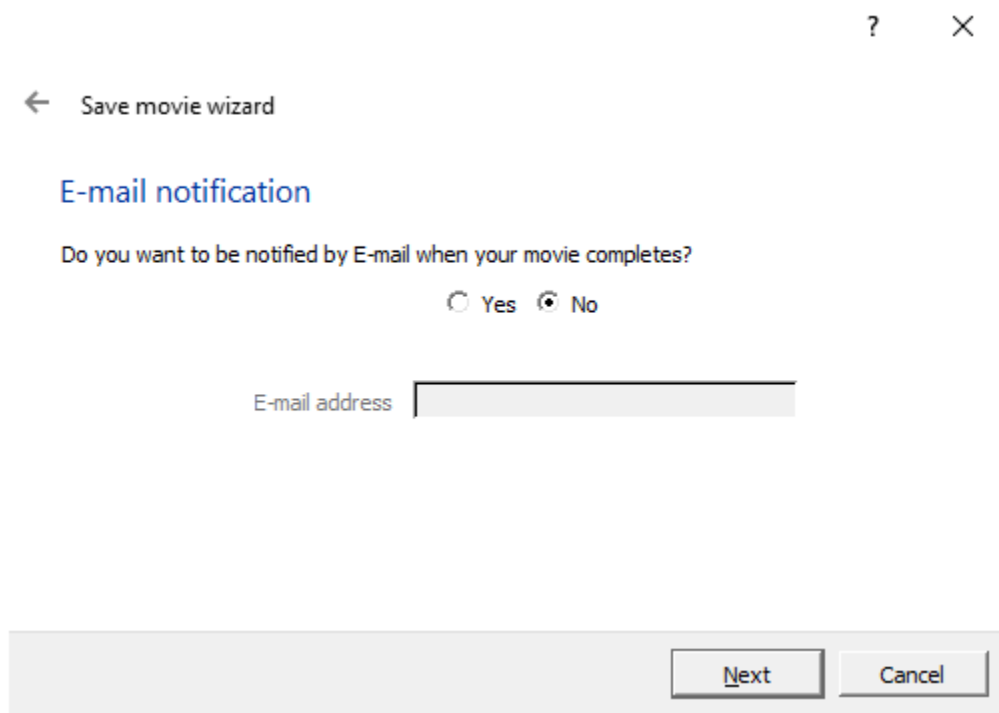 ?
Save movie wizard
E-mail notification
Do you want to be notified by E-mail when your movie completes?
Yes No
E-mail address
Next Cancel